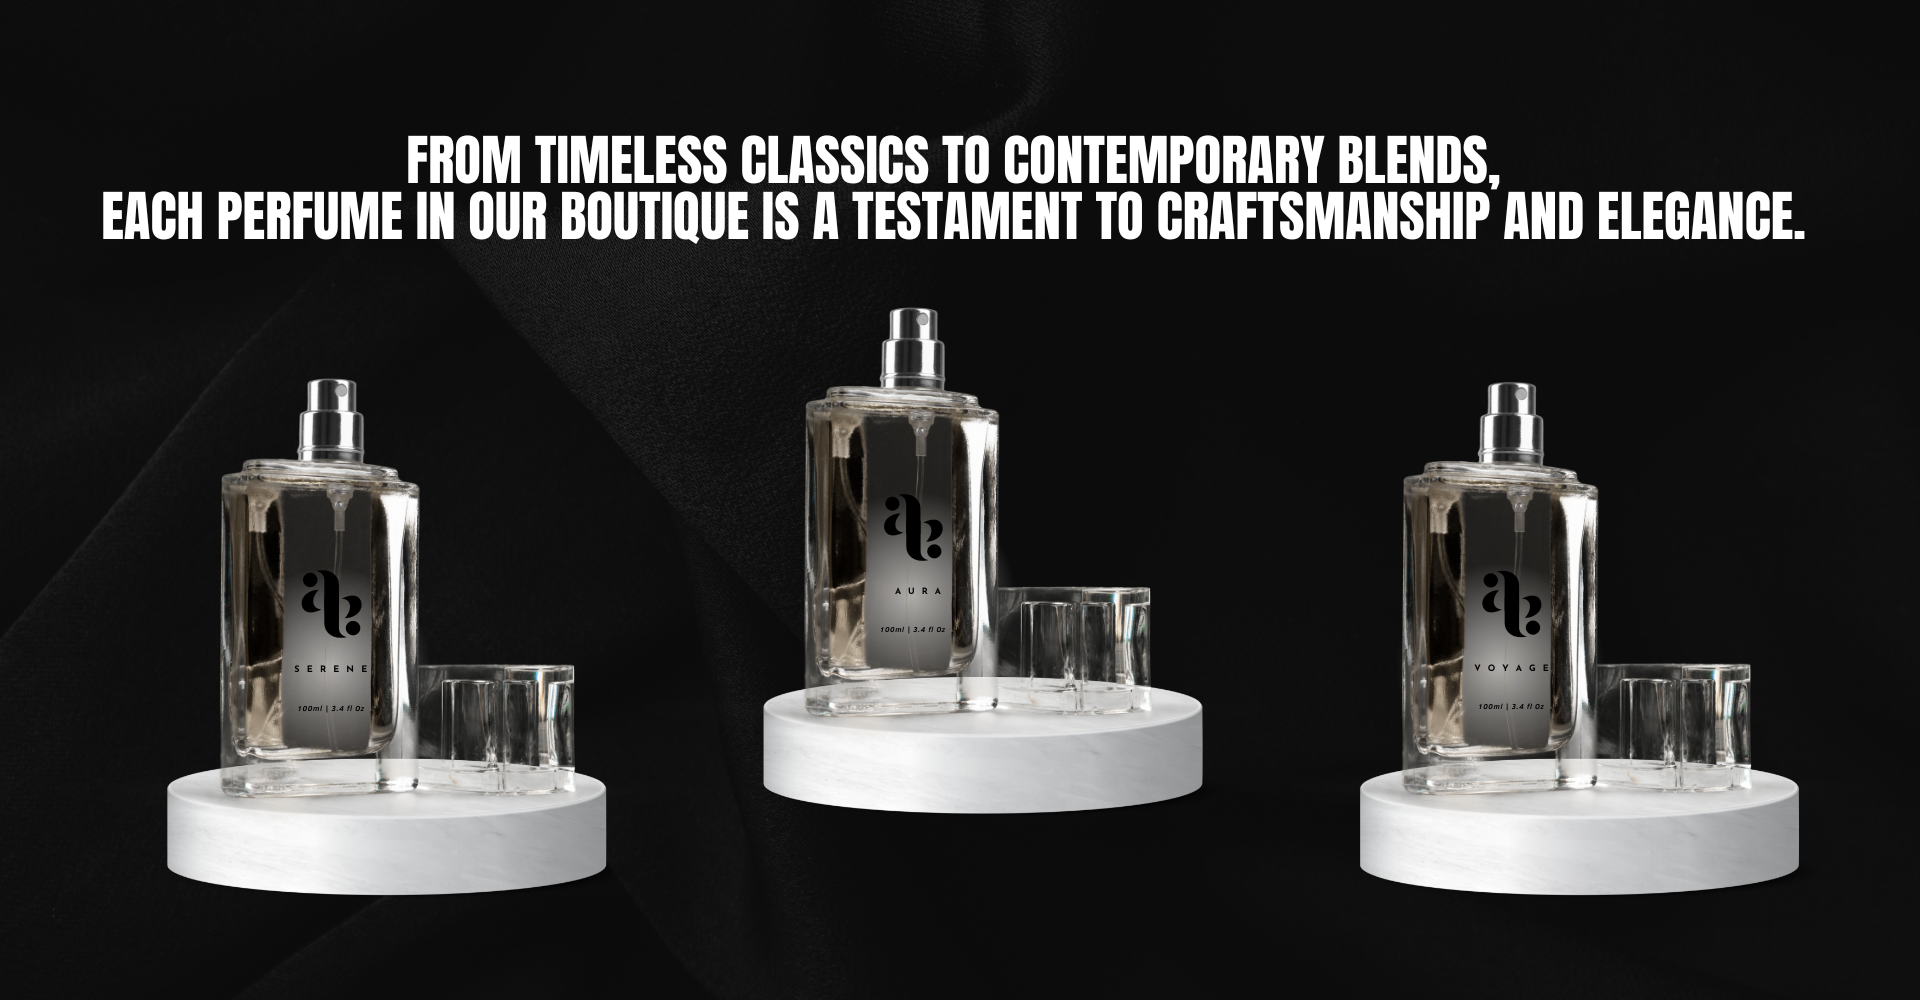 FROM TIMELESS CLASSICS TO CONTEMPORARY BLENDS,
EACH PERFUME IN OUR BOUTIQUE IS A TESTAMENT TO CRAFTSMANSHIP AND ELEGANCE.
SERENE
100ml | 3.4 fl Oz
AURA
100ml | 3.4 fl Oz
VOYAGE
100ml | 3.4 fl Oz